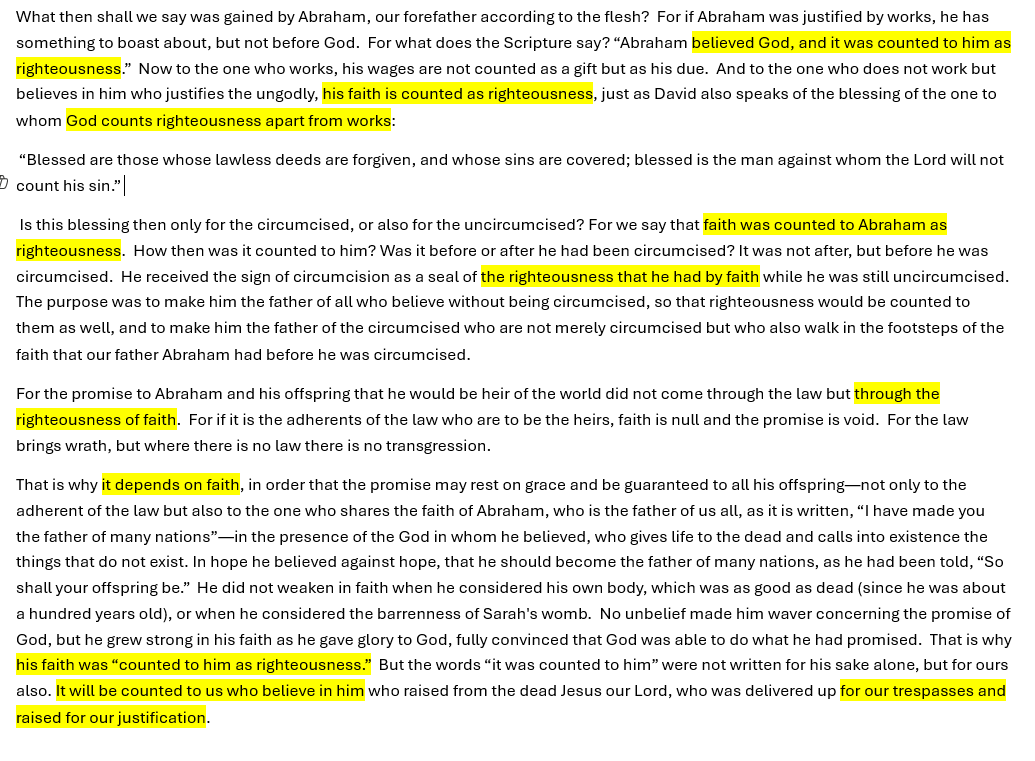 What then shall we say was gained by Abraham, our forefather according to the flesh?  For if Abraham was justified by works, he has
something to boast about, but not before God.  For what does the Scripture say? “Abraham believed God, and it was counted to him as
righteousness.”  Now to the one who works, his wages are not counted as a gift but as his due.  And to the one who does not work but
believes in him who justifies the ungodly, his faith is counted as righteousness, just as David also speaks of the blessing of the one to
whom God counts righteousness apart from works:
“Blessed are those whose lawless deeds are forgiven, and whose sins are covered; blessed is the man against whom the Lord will not
count his sin.”
Is this blessing then only for the circumcised, or also for the uncircumcised? For we say that faith was counted to Abraham as
righteousness.  How then was it counted to him? Was it before or after he had been circumcised? It was not after, but before he was
circumcised.  He received the sign of circumcision as a seal of the righteousness that he had by faith while he was still uncircumcised.
The purpose was to make him the father of all who believe without being circumcised, so that righteousness would be counted to
them as well, and to make him the father of the circumcised who are not merely circumcised but who also walk in the footsteps of the
faith that our father Abraham had before he was circumcised.
For the promise to Abraham and his offspring that he would be heir of the world did not come through the law but through the
righteousness of faith.  For if it is the adherents of the law who are to be the heirs, faith is null and the promise is void.  For the law
brings wrath, but where there is no law there is no transgression.
That is why it depends on faith, in order that the promise may rest on grace and be guaranteed to all his offspring—not only to the
adherent of the law but also to the one who shares the faith of Abraham, who is the father of us all, as it is written, “I have made you
the father of many nations”—in the presence of the God in whom he believed, who gives life to the dead and calls into existence the
things that do not exist. In hope he believed against hope, that he should become the father of many nations, as he had been told, “So
shall your offspring be.”  He did not weaken in faith when he considered his own body, which was as good as dead (since he was about
a hundred years old), or when he considered the barrenness of Sarah's womb.  No unbelief made him waver concerning the promise of
God, but he grew strong in his faith as he gave glory to God, fully convinced that God was able to do what he had promised.  That is why
his faith was “counted to him as righteousness.”  But the words “it was counted to him” were not written for his sake alone, but for ours
also. It will be counted to us who believe in him who raised from the dead Jesus our Lord, who was delivered up for our trespasses and
raised for our justification.